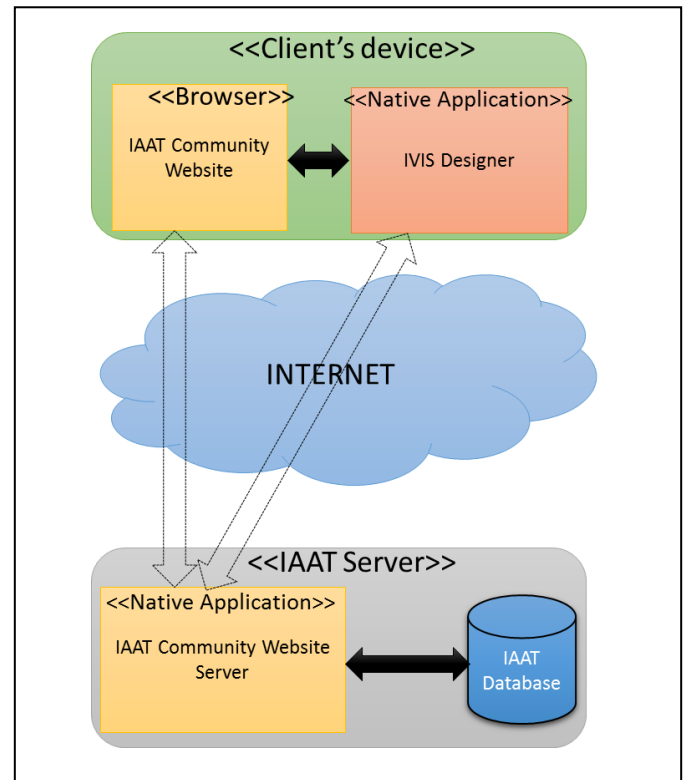 <<Client's device>>
<<Browser>>
IAAT Community
Website
<<Native Application>>
IVIS Designer
INTERNET
<<IAAT Server>>
<<Native Application>>
IAAT Community Website
Server
IAAT
Database